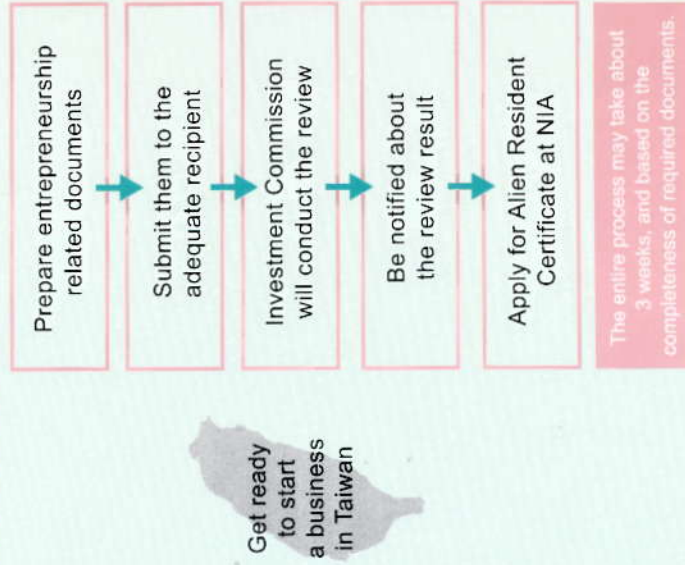 Get ready
to start
a business
in Taiwan
Prepare entrepreneurship
related documents
Submit them to the
adequate recipient
Investment Commission
will conduct the review
Be notified about
the review result
Apply for Alien Resident
Certificate at NIA
The entire process may take about
3 weeks, and based on the
completeness of required documents.